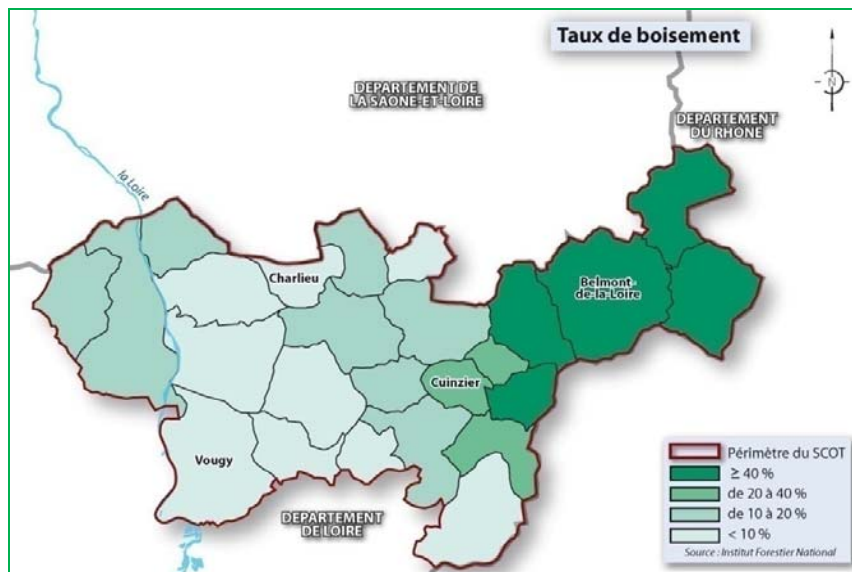 Taux de boisement
DEPARTEMENT DE
LA SAONE-ET-LOIRE
N
DEPARTEMENT
DU RHONE
la Loire
Charlieu
Belmont-
de-la-Loire
Cuinzier
Vougy
DEPARTEMENT
DE LOIRE
Périmètre du SCOT
≥ 40 %
de 20 à 40 %
de 10 à 20 %
< 10 %
Source : Institut Forestier National